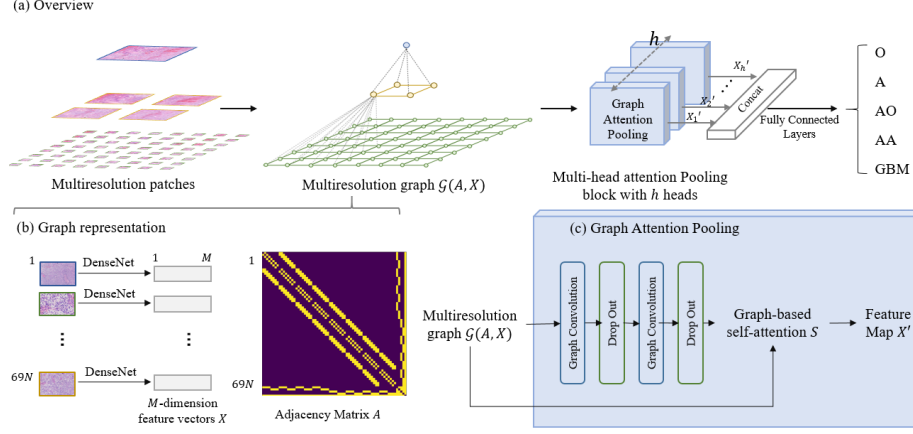 (a) Overview
h
Graph
Attention
Pooling
X₁′
X₂′
Xₕ′
Concat
Fully Connected
Layers
O
A
AO
AA
GBM
Multiresolution patches
Multiresolution graph 𝒢(A, X)
Multi-head attention Pooling
block with h heads
(b) Graph representation
1
DenseNet
1
M
DenseNet
69N
DenseNet
M-dimension
feature vectors X
1
69N
Adjacency Matrix A
(c) Graph Attention Pooling
Multiresolution
graph 𝒢(A, X)
Graph Convolution
Drop Out
Graph Convolution
Drop Out
Graph-based
self-attention S
Feature
Map X′